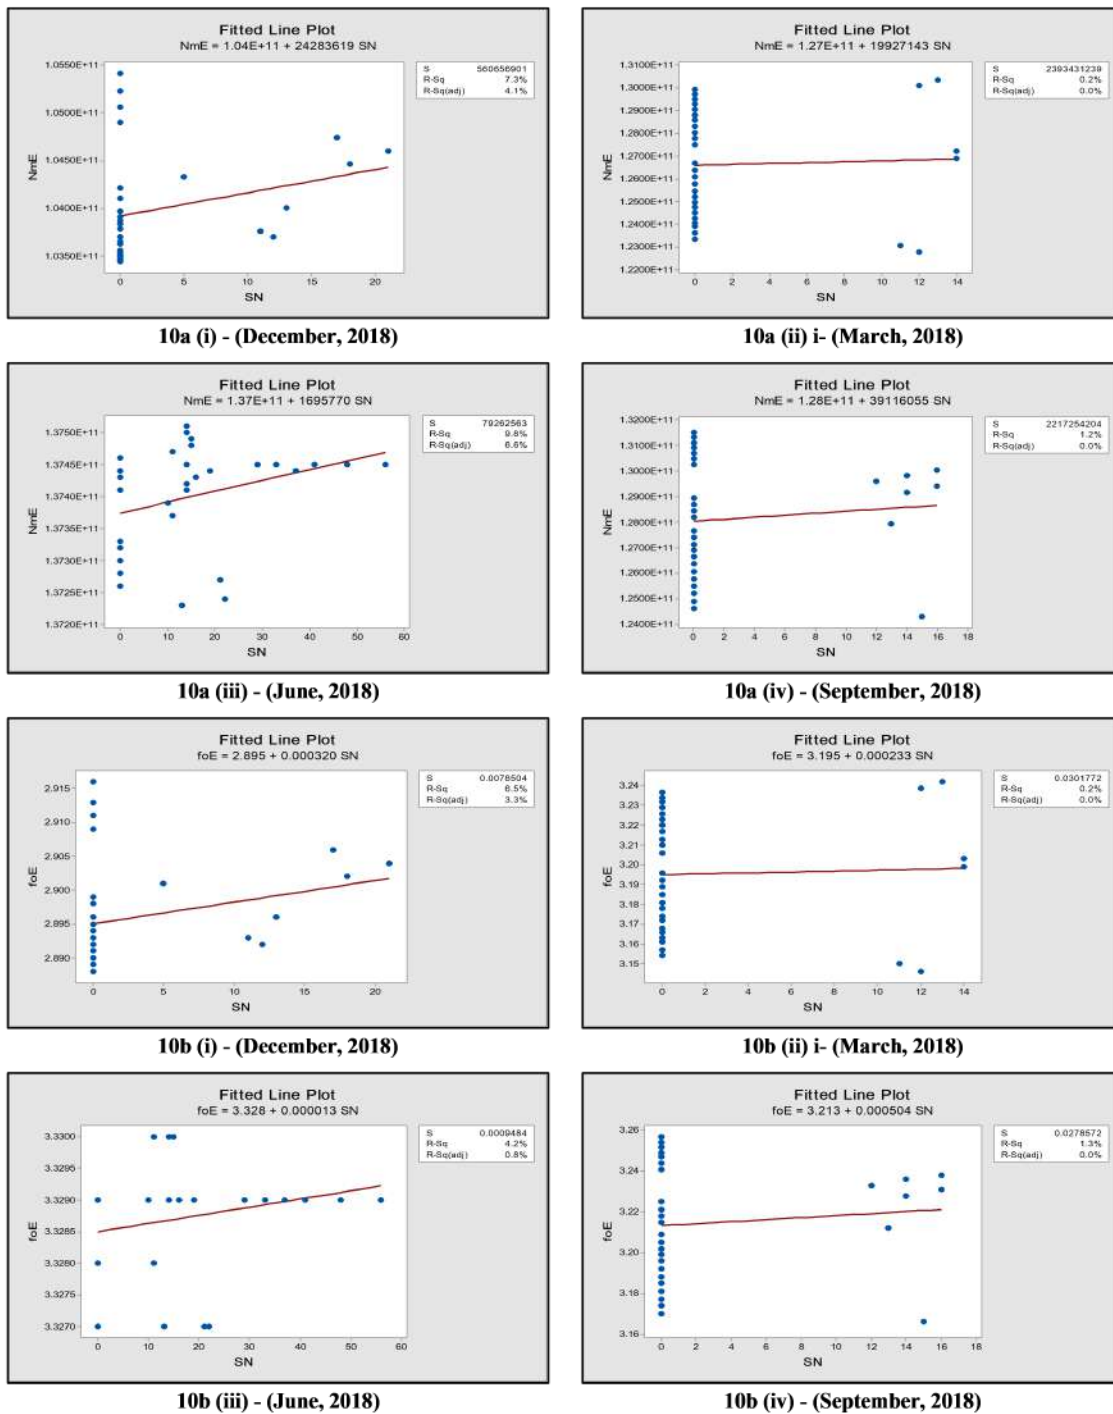 Fitted Line Plot
NmE = 1.04E+11 + 24283619 SN
S 560656901
R-Sq 7.3%
R-Sq(adj) 4.1%
1.0550E+11
1.0500E+11
1.0450E+11
1.0400E+11
1.0350E+11
NmE
0 5 10 15 20
SN
10a (i) - (December, 2018)
Fitted Line Plot
NmE = 1.27E+11 + 19927143 SN
S 2393431239
R-Sq 0.2%
R-Sq(adj) 0.0%
1.3100E+11
1.3000E+11
1.2900E+11
1.2800E+11
1.2700E+11
1.2600E+11
1.2500E+11
1.2400E+11
1.2300E+11
1.2200E+11
NmE
0 2 4 6 8 10 12 14
SN
10a (ii) i- (March, 2018)
Fitted Line Plot
NmE = 1.37E+11 + 1695770 SN
S 79262563
R-Sq 9.8%
R-Sq(adj) 6.6%
1.3750E+11
1.3745E+11
1.3740E+11
1.3735E+11
1.3730E+11
1.3725E+11
1.3720E+11
NmE
0 10 20 30 40 50 60
SN
10a (iii) - (June, 2018)
Fitted Line Plot
NmE = 1.28E+11 + 39116055 SN
S 2217254204
R-Sq 1.2%
R-Sq(adj) 0.0%
1.3200E+11
1.3100E+11
1.3000E+11
1.2900E+11
1.2800E+11
1.2700E+11
1.2600E+11
1.2500E+11
1.2400E+11
NmE
0 2 4 6 8 10 12 14 16 18
SN
10a (iv) - (September, 2018)
Fitted Line Plot
foE = 2.895 + 0.000320 SN
S 0.0078504
R-Sq 6.5%
R-Sq(adj) 3.3%
2.915
2.910
2.905
2.900
2.895
2.890
foE
0 5 10 15 20
SN
10b (i) - (December, 2018)
Fitted Line Plot
foE = 3.195 + 0.000233 SN
S 0.0301772
R-Sq 0.2%
R-Sq(adj) 0.0%
3.24
3.23
3.22
3.21
3.20
3.19
3.18
3.17
3.16
3.15
foE
0 2 4 6 8 10 12 14
SN
10b (ii) i- (March, 2018)
Fitted Line Plot
foE = 3.328 + 0.000013 SN
S 0.0009484
R-Sq 4.2%
R-Sq(adj) 0.8%
3.3300
3.3295
3.3290
3.3285
3.3280
3.3275
3.3270
foE
0 10 20 30 40 50 60
SN
10b (iii) - (June, 2018)
Fitted Line Plot
foE = 3.213 + 0.000504 SN
S 0.0278572
R-Sq 1.3%
R-Sq(adj) 0.0%
3.26
3.24
3.22
3.20
3.18
3.16
foE
0 2 4 6 8 10 12 14 16 18
SN
10b (iv) - (September, 2018)